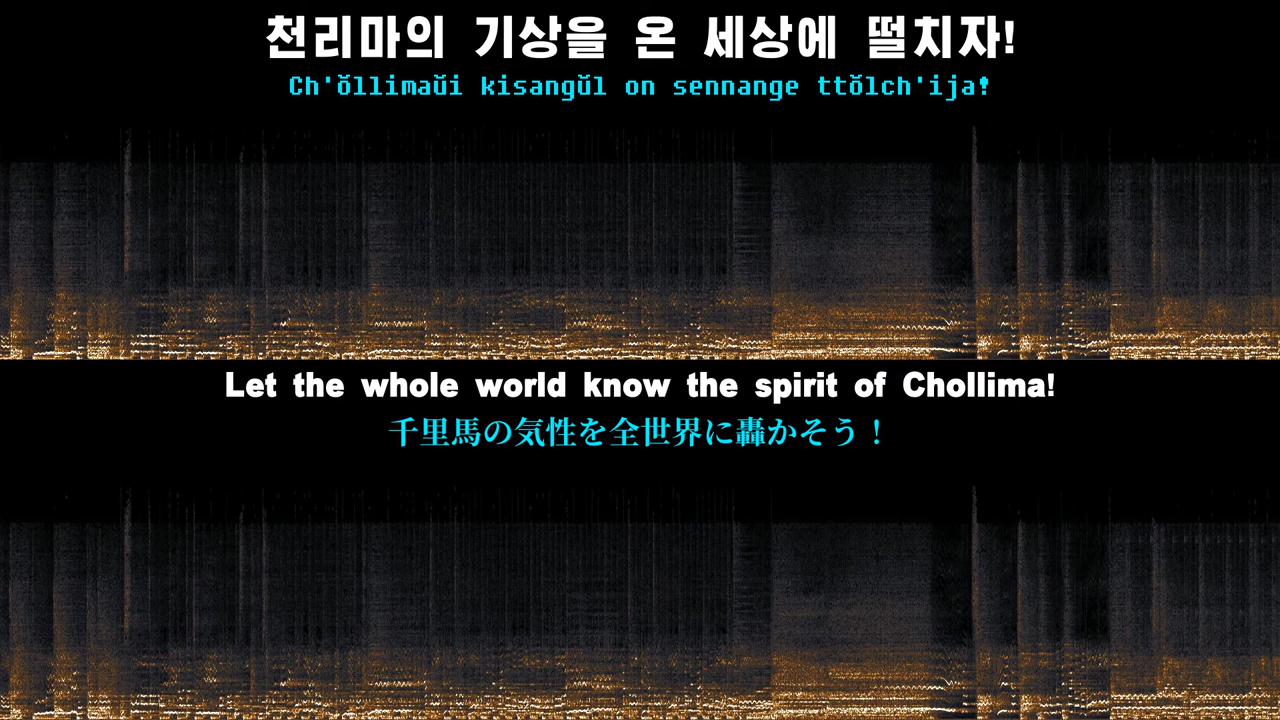 천리마의 기상을 온 세상에 떨치자!
Ch'ŏllimaŭi kisangŭl on sennange ttŏlch'ija!
Let the whole world know the spirit of Chollima!
千里馬の気性を全世界に轟かそう！